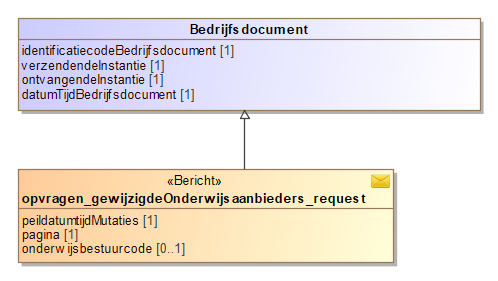 Bedrijfsdocument
identificatiecodeBedrijfsdocument [1]
verzendendeInstantie [1]
ontvangendeInstantie [1]
datumTijdBedrijfsdocument [1]
«Bericht»
opvragen_gewijzigdeOnderwijsaanbieders_request
peildatumtijdMutaties [1]
pagina [1]
onderwijsbestuurcode [0..1]